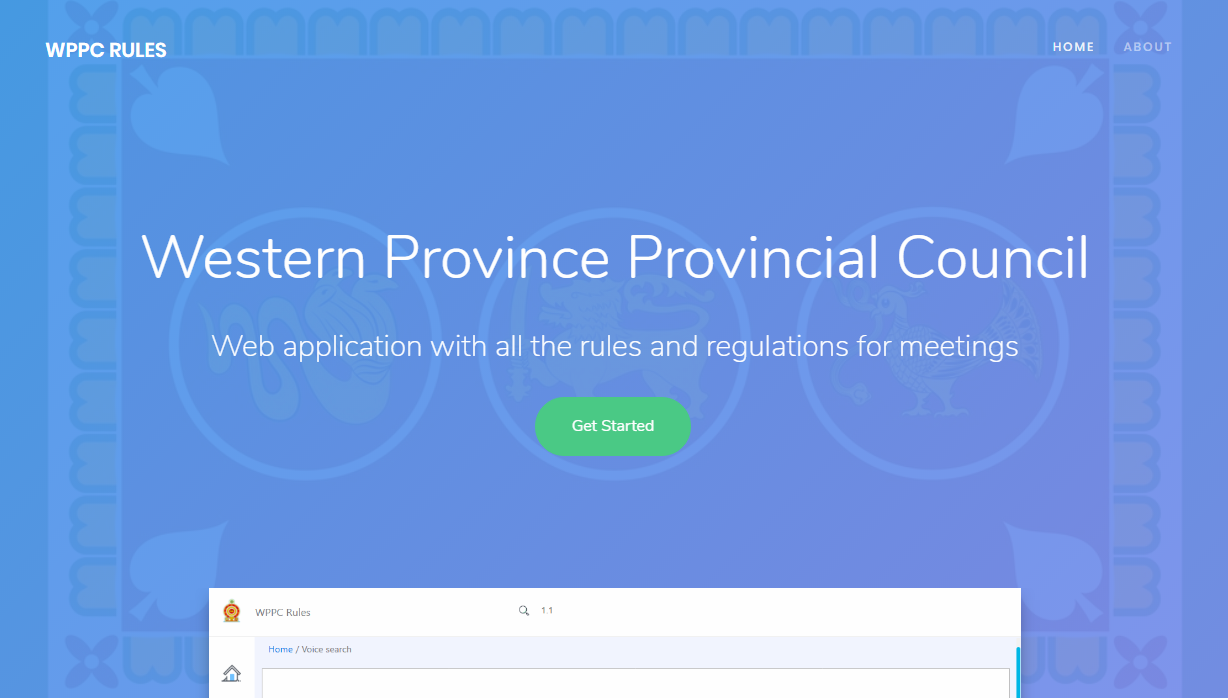 WPPC RULES
HOME ABOUT
Western Province Provincial Council
Web application with all the rules and regulations for meetings
Get Started
WPPC Rules
1.1
Home / Voice search